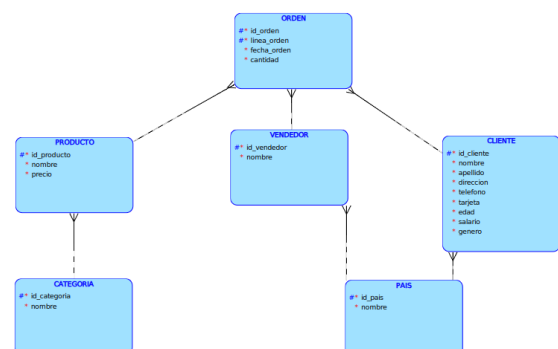 ORDEN
#* id_orden
#* linea_orden
* fecha_orden
* cantidad
PRODUCTO
#* id_producto
* nombre
* precio
VENDEDOR
#* id_vendedor
* nombre
CLIENTE
#* id_cliente
* nombre
* apellido
* direccion
* telefono
* tarjeta
* edad
* salario
* genero
CATEGORIA
#* id_categoria
* nombre
PAIS
#* id_pais
* nombre